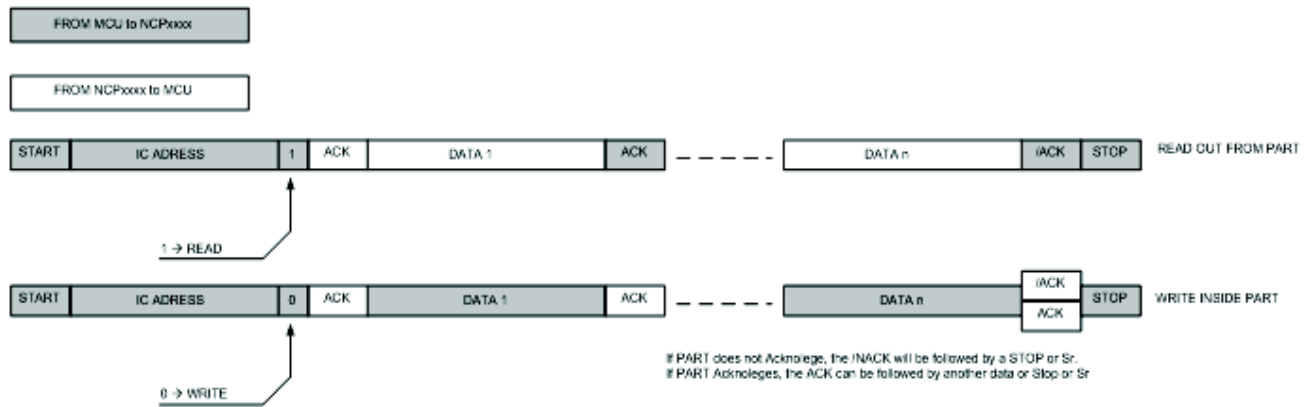 FROM MCU to NCPxxxx
FROM NCPxxxx to MCU
START IC ADRESS 1 ACK DATA 1 ACK DATA n /ACK STOP READ OUT FROM PART
1 → READ
START IC ADRESS 0 ACK DATA 1 ACK DATA n /ACK ACK STOP WRITE INSIDE PART
If PART does not Acknolege, the /NACK will be followed by a STOP or Sr.
If PART Acknoleges, the ACK can be followed by another data or Stop or Sr
0 → WRITE